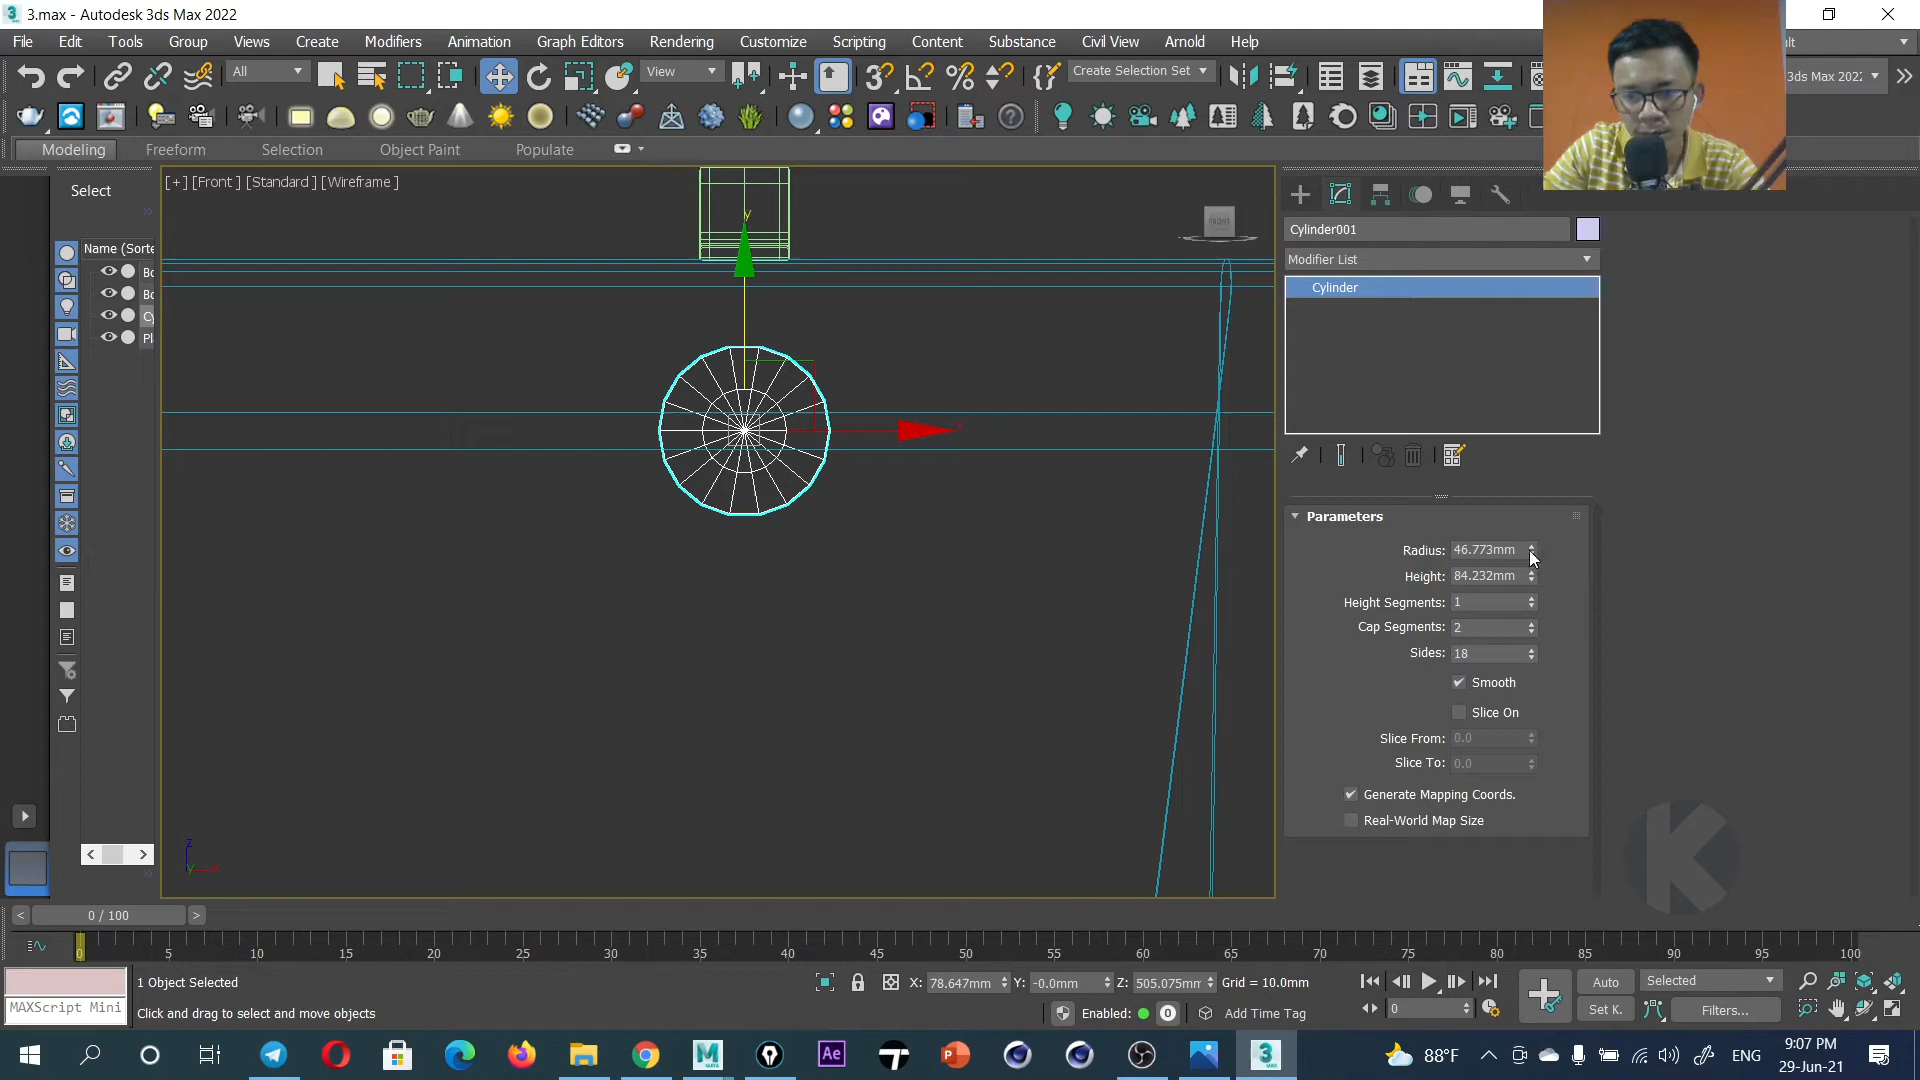 3.max - Autodesk 3ds Max 2022
File Edit Tools Group Views Create Modifiers Animation Graph Editors Rendering Customize Scripting Content Substance Civil View Arnold Help
All
View
Create Selection Set
3ds Max 202
Modeling Freeform Selection Object Paint Populate
Select
[+] [Front ] [Standard ] [Wireframe ]
Name (Sorte
Bo
Bo
Cy
Pl
y
x
FRONT
z
y
x
Cylinder001
Modifier List
Cylinder
Parameters
Radius: 46.773mm
Height: 84.232mm
Height Segments: 1
Cap Segments: 2
Sides: 18
Smooth
Slice On
Slice From: 0.0
Slice To: 0.0
Generate Mapping Coords.
Real-World Map Size
K
< 0 / 100 >
0 5 10 15 20 25 30 35 40 45 50 55 60 65 70 75 80 85 90 95 100
1 Object Selected
X: 78.647mm Y: -0.0mm Z: 505.075mm Grid = 10.0mm
Auto Selected
MAXScript Mini
Click and drag to select and move objects
Enabled: 0 Add Time Tag
0
Set K. Filters...
88°F
ENG
9:07 PM
29-Jun-21